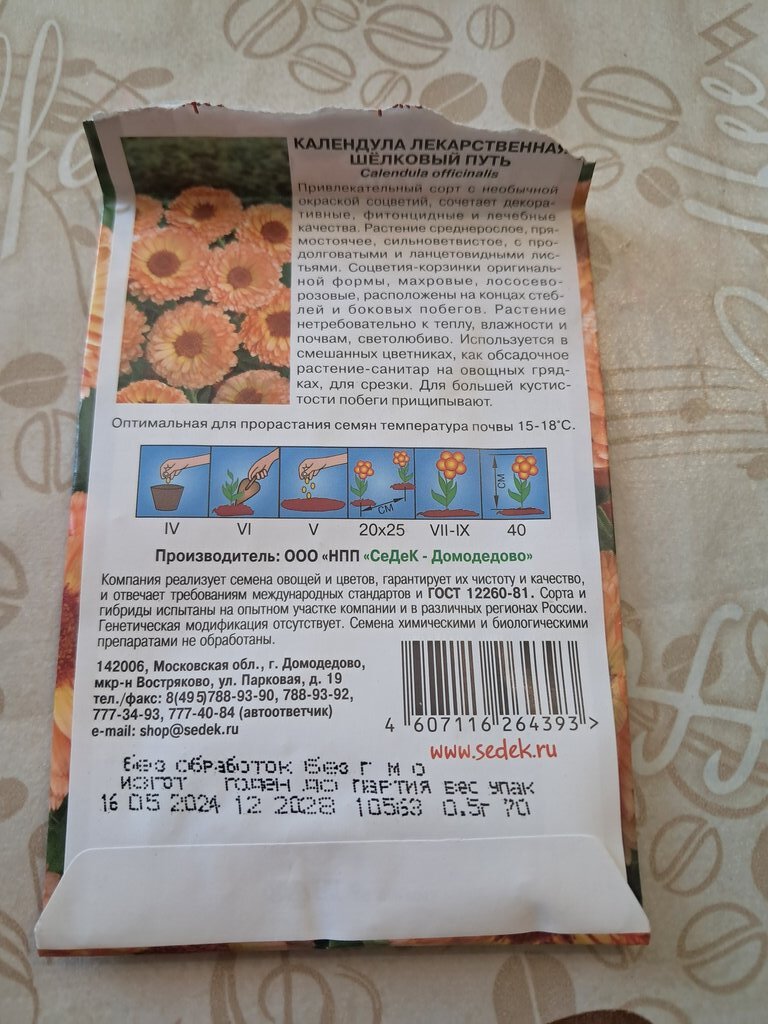 КАЛЕНДУЛА ЛЕКАРСТВЕННАЯ
ШЁЛКОВЫЙ ПУТЬ
Calendula officinalis
Привлекательный сорт с необычной
окраской соцветий, сочетает декора-
тивные, фитонцидные и лечебные
качества. Растение среднерослое, пря-
мостоячее, сильноветвистое, с про-
долговатыми и ланцетовидными лис-
тьями. Соцветия-корзинки оригиналь-
ной формы, махровые, лососево-
розовые, расположены на концах стеб-
лей и боковых побегов. Растение
нетребовательно к теплу, влажности и
почвам, светолюбиво. Используется в
смешанных цветниках, как обсадочное
растение-санитар на овощных гряд-
ках, для срезки. Для большей кустис-
тости побеги прищипывают.
Оптимальная для прорастания семян температура почвы 15-18°С.
СМ СМ
IV VI V 20x25 VII-IX 40
Производитель: ООО «НПП «СеДеК - Домодедово»
Компания реализует семена овощей и цветов, гарантирует их чистоту и качество,
и отвечает требованиям международных стандартов и ГОСТ 12260-81. Сорта и
гибриды испытаны на опытном участке компании и в различных регионах России.
Генетическая модификация отсутствует. Семена химическими и биологическими
препаратами не обработаны.
142006, Московская обл., г. Домодедово,
мкр-н Востряково, ул. Парковая, д. 19
тел./факс: 8(495)788-93-90, 788-93-92,
777-34-93, 777-40-84 (автоответчик)
e-mail: shop@sedek.ru
4 607116 264393 >
www.sedek.ru
Без обработок Без Г М О
Изгот Годен до Партия Вес упак
16 05 2024 12 2028 10563 0.5г 70